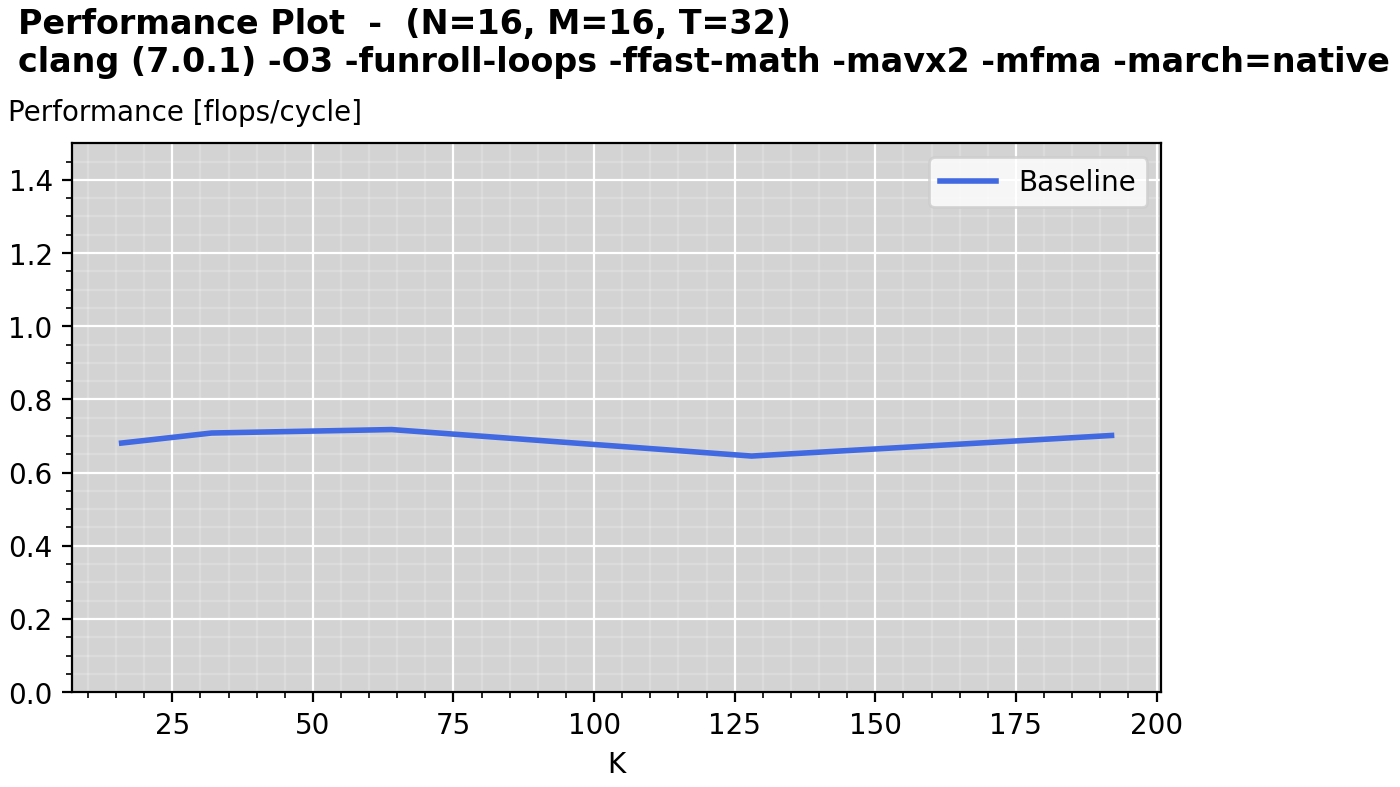 Performance Plot - (N=16, M=16, T=32)
clang (7.0.1) -O3 -funroll-loops -ffast-math -mavx2 -mfma -march=native
Performance [flops/cycle]
Baseline
1.4
1.2
1.0
0.8
0.6
0.4
0.2
0.0
25 50 75 100 125 150 175 200
K